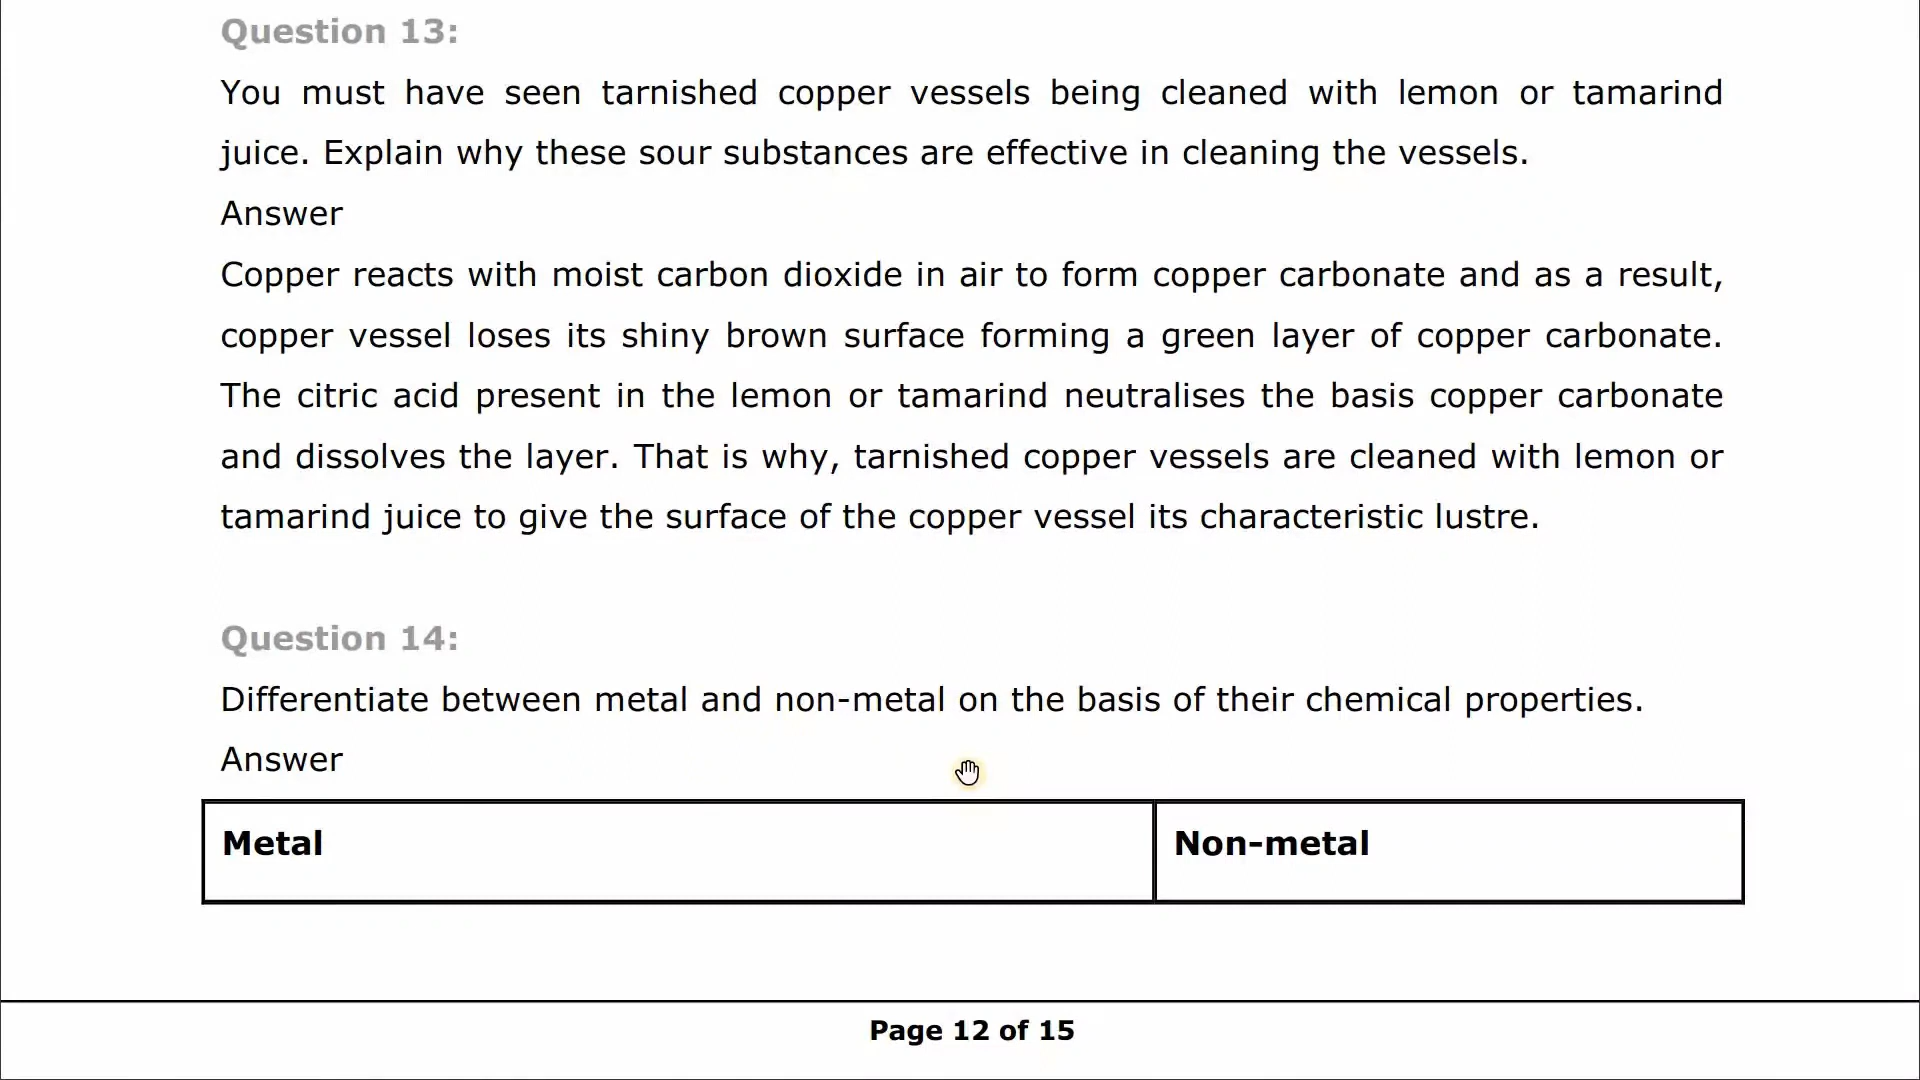 Question 13:
You must have seen tarnished copper vessels being cleaned with lemon or tamarind
juice. Explain why these sour substances are effective in cleaning the vessels.
Answer
Copper reacts with moist carbon dioxide in air to form copper carbonate and as a result,
copper vessel loses its shiny brown surface forming a green layer of copper carbonate.
The citric acid present in the lemon or tamarind neutralises the basis copper carbonate
and dissolves the layer. That is why, tarnished copper vessels are cleaned with lemon or
tamarind juice to give the surface of the copper vessel its characteristic lustre.
Question 14:
Differentiate between metal and non-metal on the basis of their chemical properties.
Answer
Metal
Non-metal
Page 12 of 15